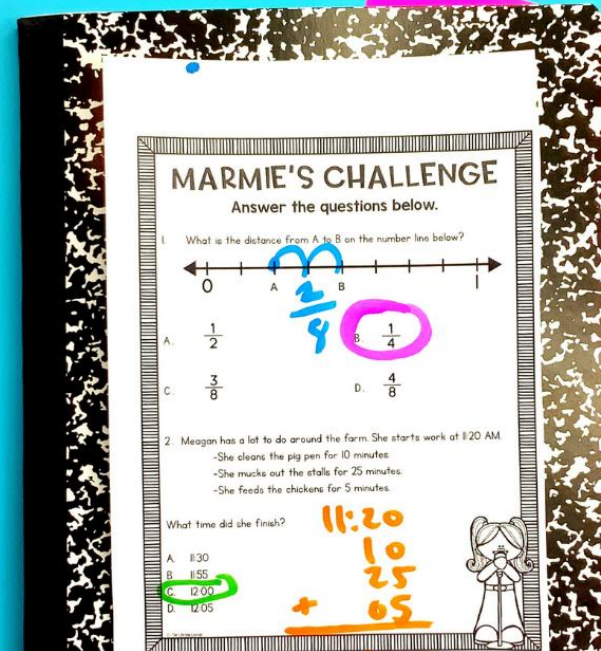 MARMIE'S CHALLENGE
Answer the questions below.
1. What is the distance from A to B on the number line below?
0 A B 1
2
8
A. 1/2 B. 1/4
C. 3/8 D. 4/8
2. Meagan has a lot to do around the farm. She starts work at 11:20 AM.
-She cleans the pig pen for 10 minutes.
-She mucks out the stalls for 25 minutes.
-She feeds the chickens for 5 minutes.
What time did she finish?
11:20
10
25
+ 05
A. 11:30
B. 11:55
C. 12:00
D. 12:05